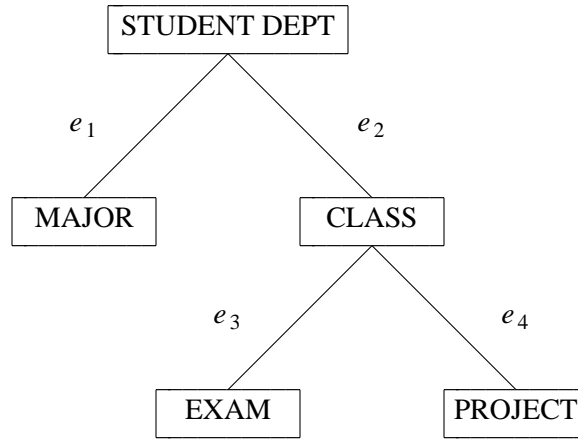 STUDENT DEPT
e1 e2
MAJOR CLASS
e3 e4
EXAM PROJECT